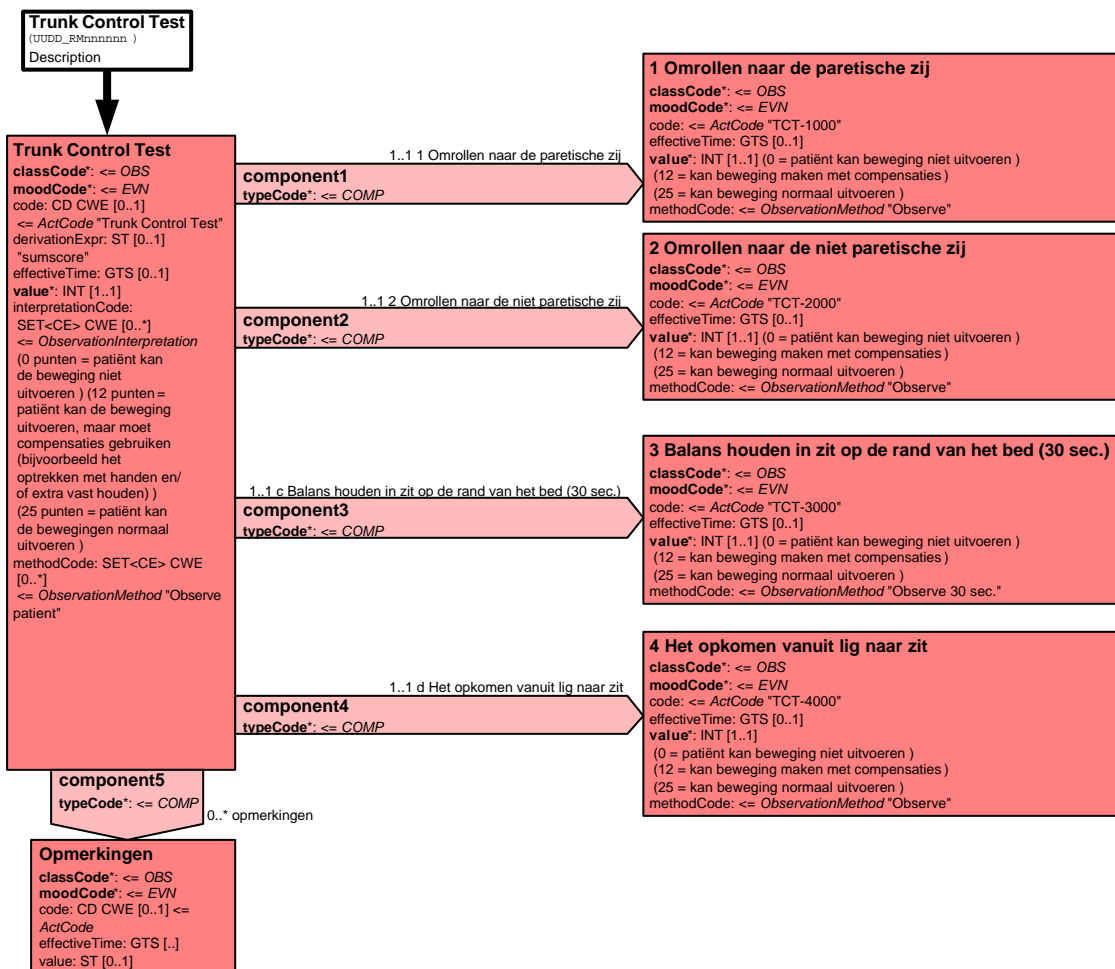 Trunk Control Test
(UUDD_RMnnnnnn )
Description
Trunk Control Test
classCode*: <= OBS
moodCode*: <= EVN
code: CD CWE [0..1]
<= ActCode "Trunk Control Test"
derivationExpr: ST [0..1]
"sumscore"
effectiveTime: GTS [0..1]
value*: INT [1..1]
interpretationCode:
SET<CE> CWE [0..*]
<= ObservationInterpretation
(0 punten = patiënt kan
de beweging niet
uitvoeren ) (12 punten =
patiënt kan de beweging
uitvoeren, maar moet
compensaties gebruiken
(bijvoorbeeld het
optrekken met handen en/
of extra vast houden) )
(25 punten = patiënt kan
de bewegingen normaal
uitvoeren )
methodCode: SET<CE> CWE
[0..*]
<= ObservationMethod "Observe
patient"
1..1 1 Omrollen naar de paretische zij
component1
typeCode*: <= COMP
1 Omrollen naar de paretische zij
classCode*: <= OBS
moodCode*: <= EVN
code: <= ActCode "TCT-1000"
effectiveTime: GTS [0..1]
value*: INT [1..1] (0 = patiënt kan beweging niet uitvoeren )
(12 = kan beweging maken met compensaties )
(25 = kan beweging normaal uitvoeren )
methodCode: <= ObservationMethod "Observe"
1..1 2 Omrollen naar de niet paretische zij
component2
typeCode*: <= COMP
2 Omrollen naar de niet paretische zij
classCode*: <= OBS
moodCode*: <= EVN
code: <= ActCode "TCT-2000"
effectiveTime: GTS [0..1]
value*: INT [1..1] (0 = patiënt kan beweging niet uitvoeren )
(12 = kan beweging maken met compensaties )
(25 = kan beweging normaal uitvoeren )
methodCode: <= ObservationMethod "Observe"
1..1 c Balans houden in zit op de rand van het bed (30 sec.)
component3
typeCode*: <= COMP
3 Balans houden in zit op de rand van het bed (30 sec.)
classCode*: <= OBS
moodCode*: <= EVN
code: <= ActCode "TCT-3000"
effectiveTime: GTS [0..1]
value*: INT [1..1] (0 = patiënt kan beweging niet uitvoeren )
(12 = kan beweging maken met compensaties )
(25 = kan beweging normaal uitvoeren )
methodCode: <= ObservationMethod "Observe 30 sec."
1..1 d Het opkomen vanuit lig naar zit
component4
typeCode*: <= COMP
4 Het opkomen vanuit lig naar zit
classCode*: <= OBS
moodCode*: <= EVN
code: <= ActCode "TCT-4000"
effectiveTime: GTS [0..1]
value*: INT [1..1]
(0 = patiënt kan beweging niet uitvoeren )
(12 = kan beweging maken met compensaties )
(25 = kan beweging normaal uitvoeren )
methodCode: <= ObservationMethod "Observe"
component5
typeCode*: <= COMP
0..* opmerkingen
Opmerkingen
classCode*: <= OBS
moodCode*: <= EVN
code: CD CWE [0..1] <=
ActCode
effectiveTime: GTS [..]
value: ST [0..1]